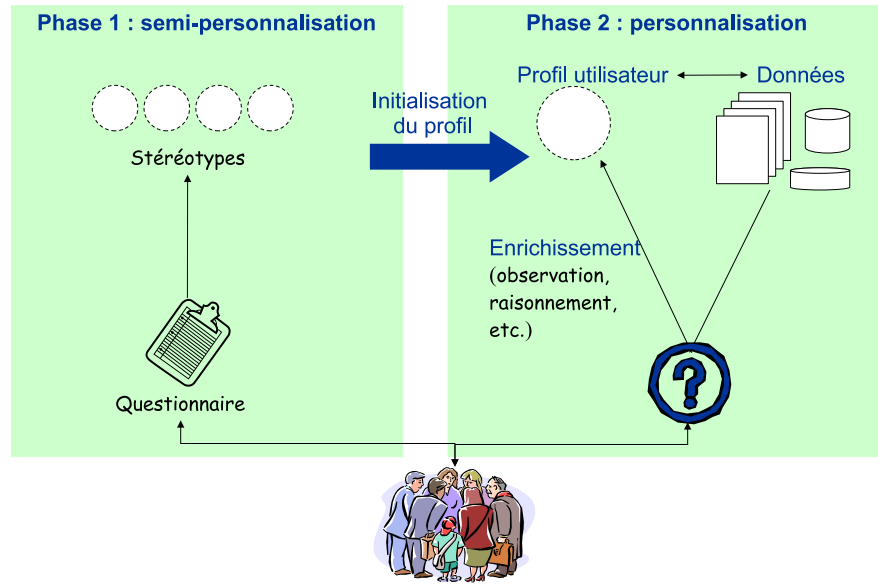 Phase 1 : semi-personnalisation
Stéréotypes
Questionnaire
Initialisation
du profil
Phase 2 : personnalisation
Profil utilisateur
Données
Enrichissement
(observation,
raisonnement,
etc.)
?